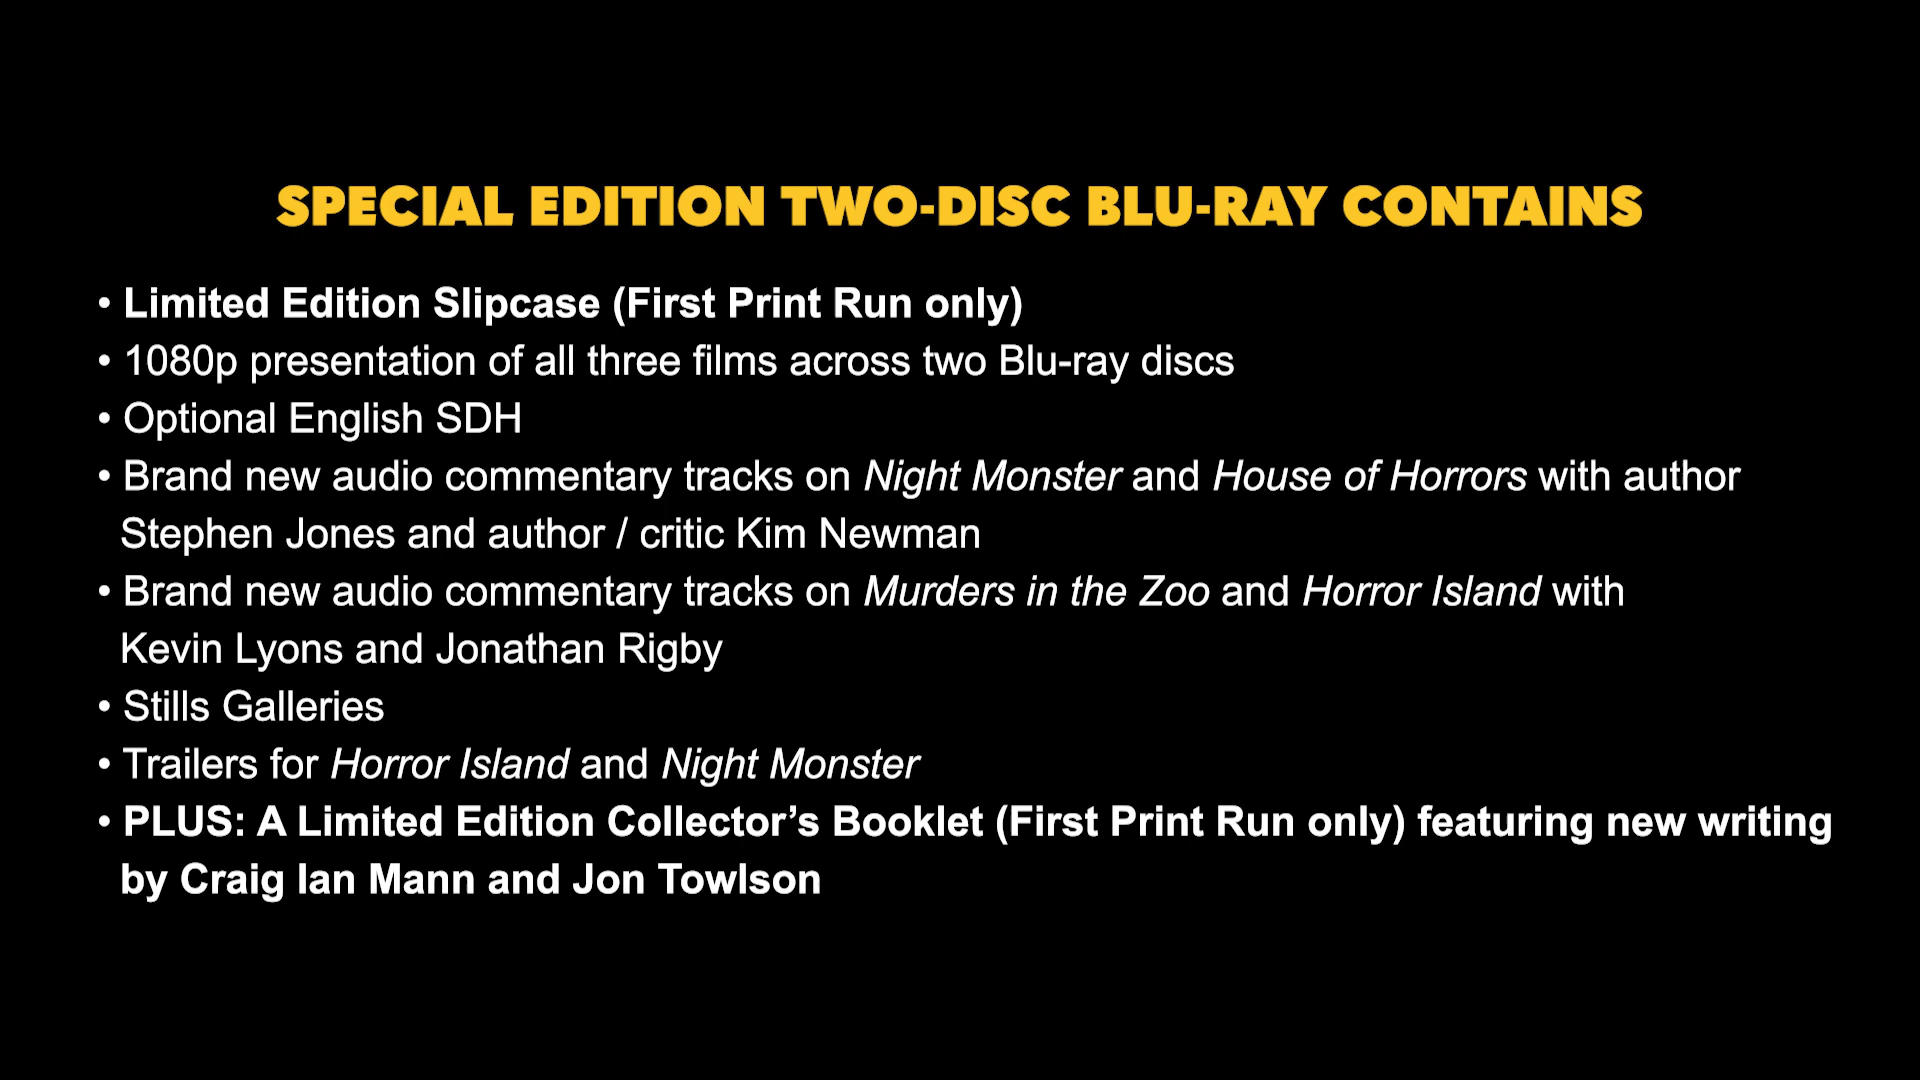 SPECIAL EDITION TWO-DISC BLU-RAY CONTAINS
• Limited Edition Slipcase (First Print Run only)
• 1080p presentation of all three films across two Blu-ray discs
• Optional English SDH
• Brand new audio commentary tracks on Night Monster and House of Horrors with author
Stephen Jones and author / critic Kim Newman
• Brand new audio commentary tracks on Murders in the Zoo and Horror Island with
Kevin Lyons and Jonathan Rigby
• Stills Galleries
• Trailers for Horror Island and Night Monster
• PLUS: A Limited Edition Collector’s Booklet (First Print Run only) featuring new writing
by Craig Ian Mann and Jon Towlson